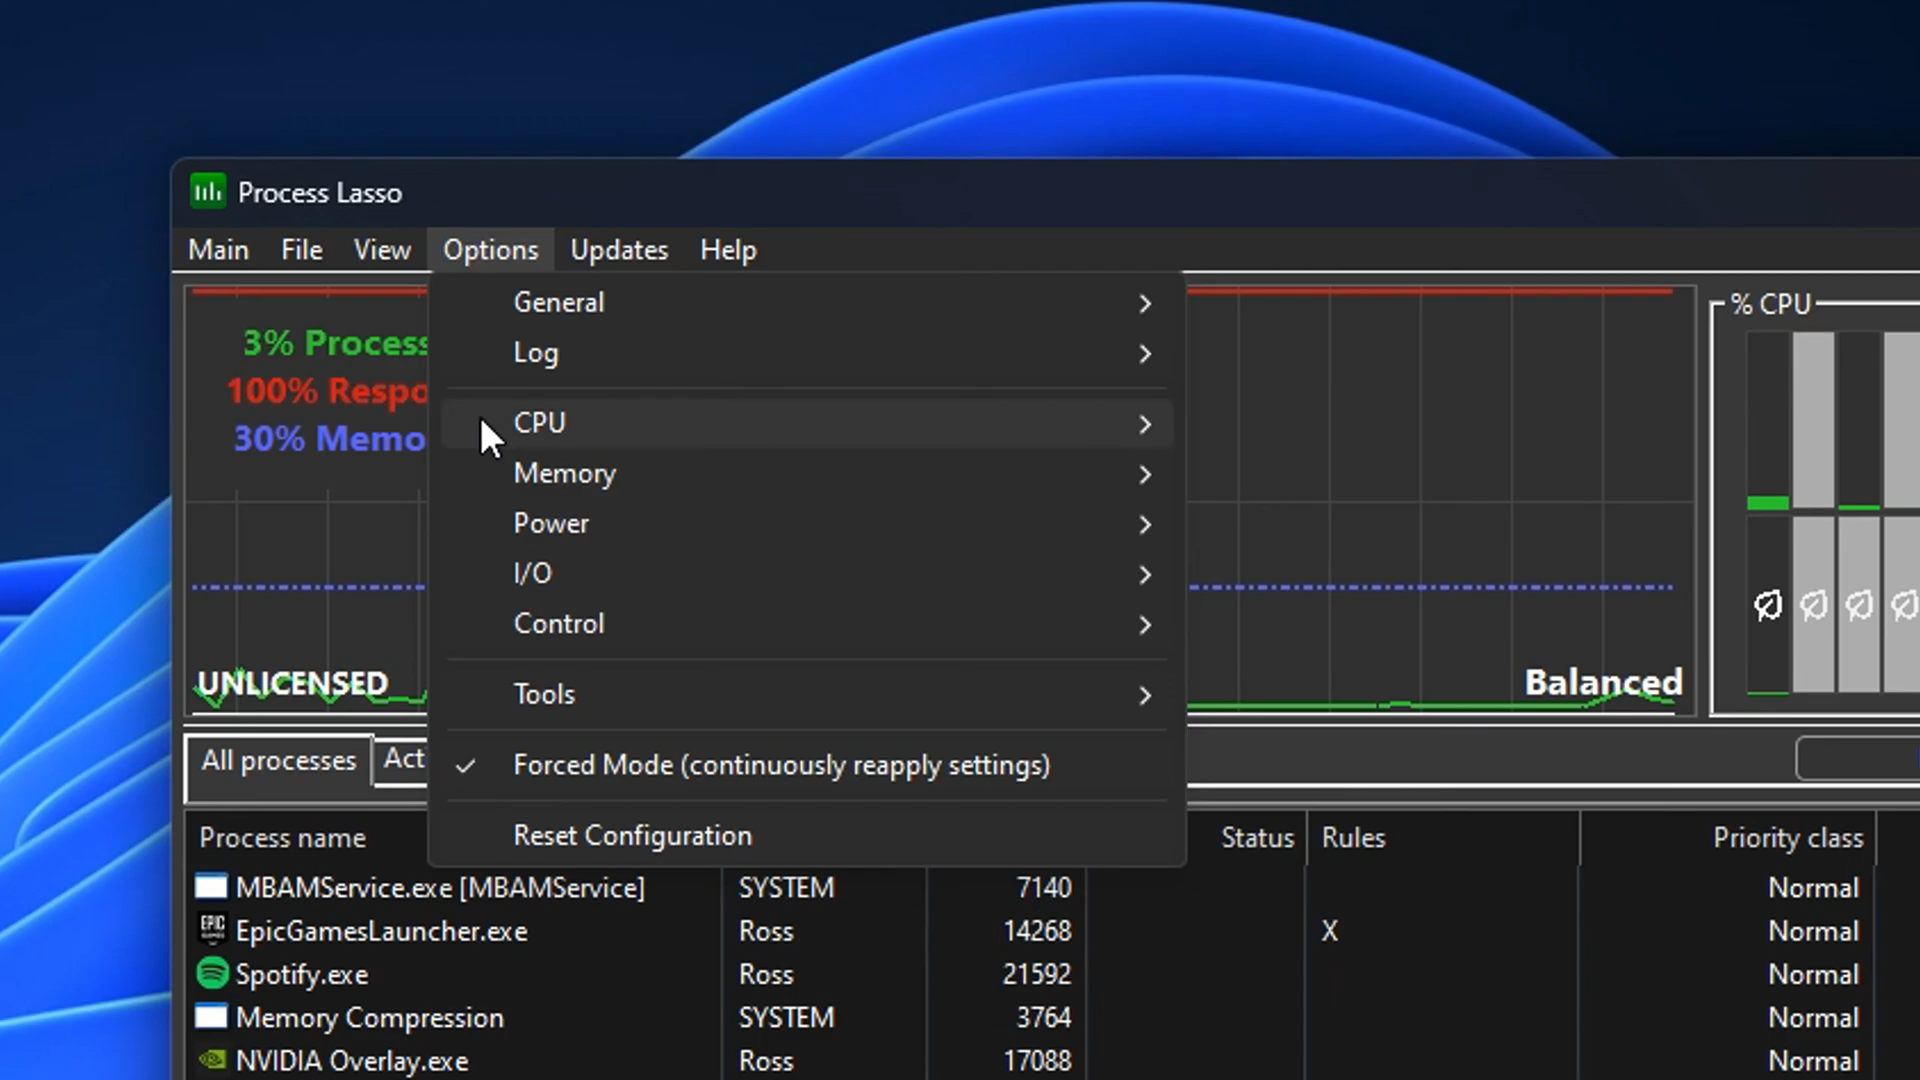 Process Lasso
Main File View Options Updates Help
General
Log
CPU
Memory
Power
I/O
Control
Tools
Forced Mode (continuously reapply settings)
Reset Configuration
3% Process
100% Respo
30% Memo
UNLICENSED
Balanced
% CPU
All processes Act
Process name Status Rules Priority class
MBAMService.exe [MBAMService] SYSTEM 7140 Normal
EpicGamesLauncher.exe Ross 14268 X Normal
Spotify.exe Ross 21592 Normal
Memory Compression SYSTEM 3764 Normal
NVIDIA Overlay.exe Ross 17088 Normal